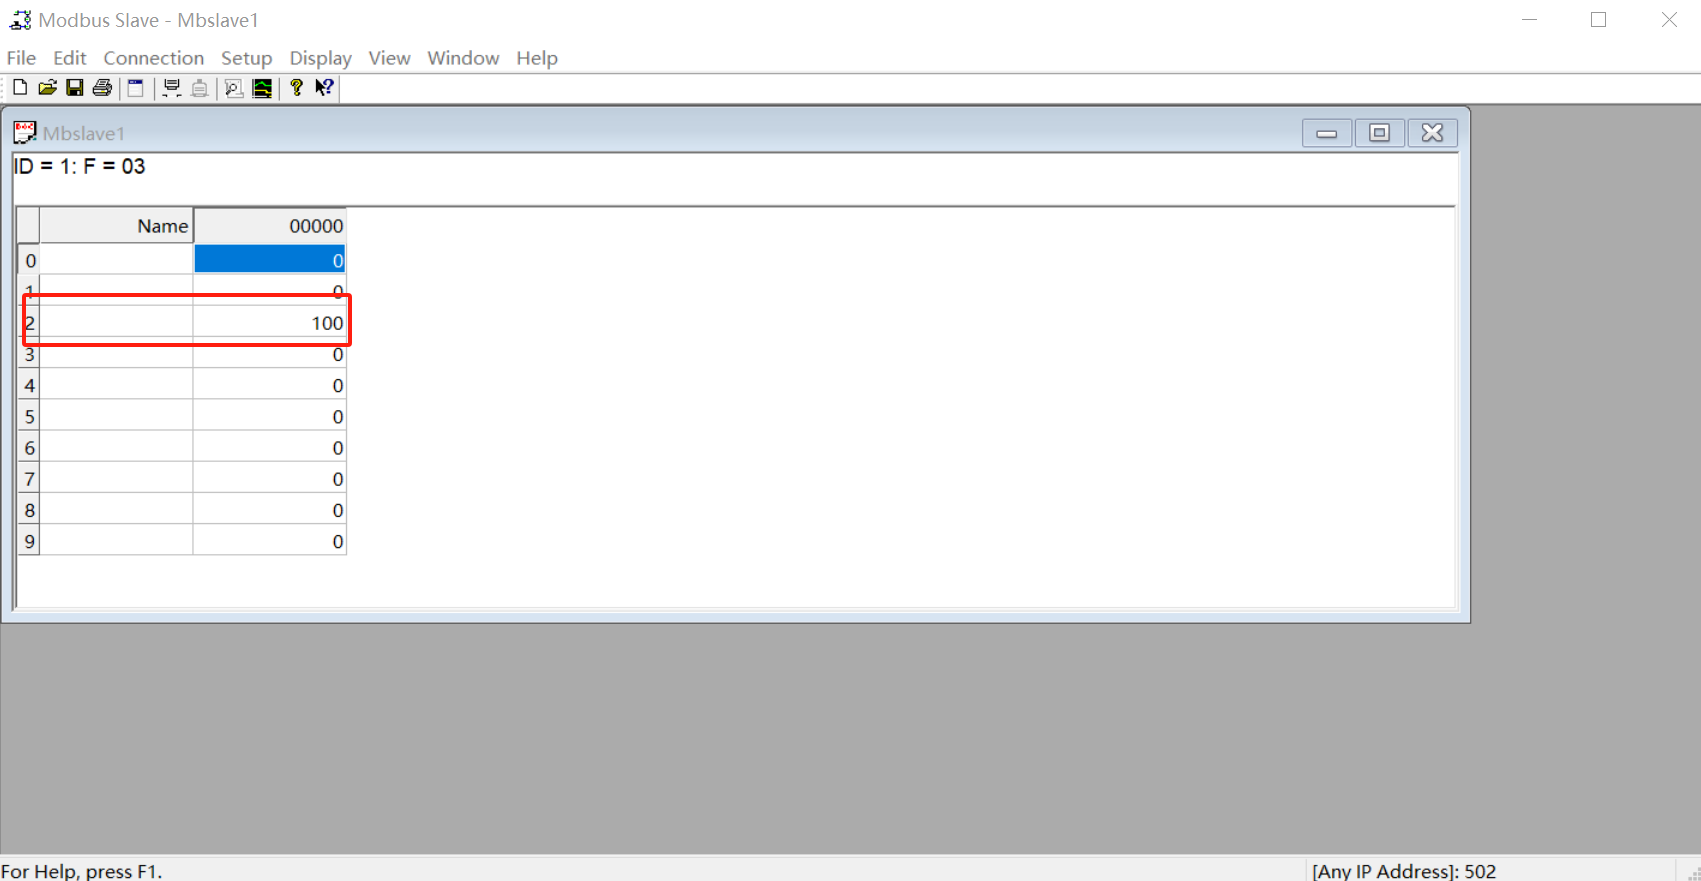 Modbus Slave - Mbslave1
File Edit Connection Setup Display View Window Help
Mbslave1
ID = 1: F = 03
Name 00000
0 0
1 0
2 100
3 0
4 0
5 0
6 0
7 0
8 0
9 0
For Help, press F1. [Any IP Address]: 502